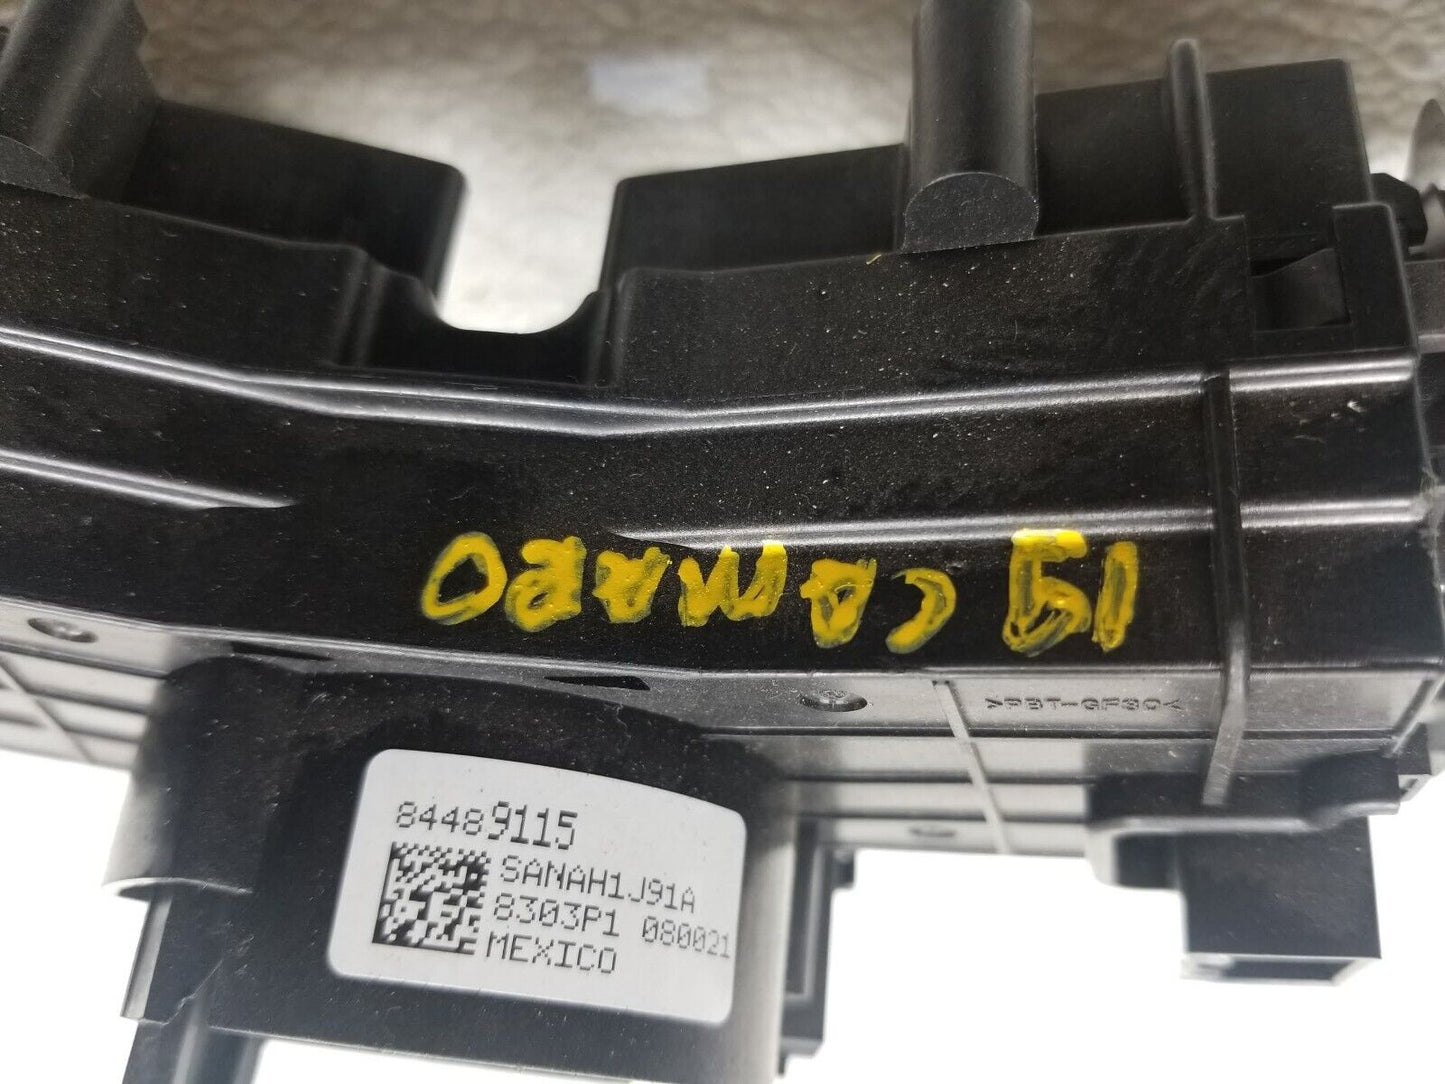 19 CAMARO
>PBT-GF30<
84489115
SANAH1J91A
8303P1 080021
MEXICO